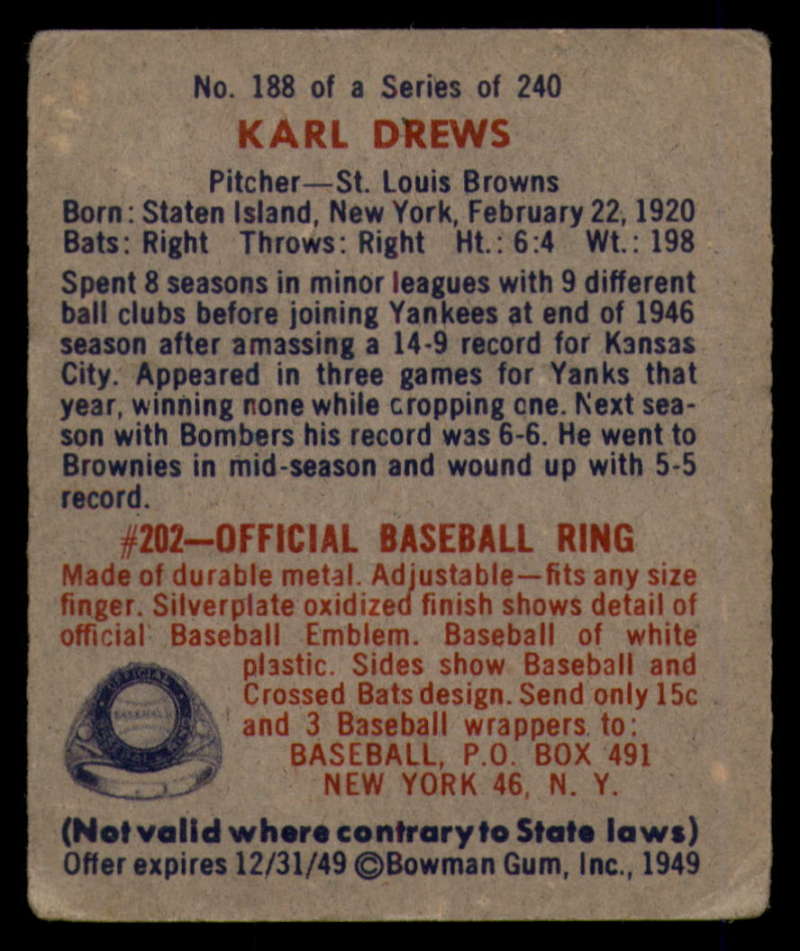 No. 188 of a Series of 240
KARL DREWS
Pitcher—St. Louis Browns
Born: Staten Island, New York, February 22, 1920
Bats: Right Throws: Right Ht.: 6:4 Wt.: 198
Spent 8 seasons in minor leagues with 9 different
ball clubs before joining Yankees at end of 1946
season after amassing a 14-9 record for Kansas
City. Appeared in three games for Yanks that
year, winning none while cropping one. Next sea-
son with Bombers his record was 6-6. He went to
Brownies in mid-season and wound up with 5-5
record.
#202—OFFICIAL BASEBALL RING
Made of durable metal. Adjustable—fits any size
finger. Silverplate oxidized finish shows detail of
official Baseball Emblem. Baseball of white
plastic. Sides show Baseball and
Crossed Bats design. Send only 15c
and 3 Baseball wrappers to:
BASEBALL, P.O. BOX 491
NEW YORK 46, N. Y.
OFFICIAL
BASEBALL
(Not valid where contrary to State laws)
Offer expires 12/31/49 ©Bowman Gum, Inc., 1949